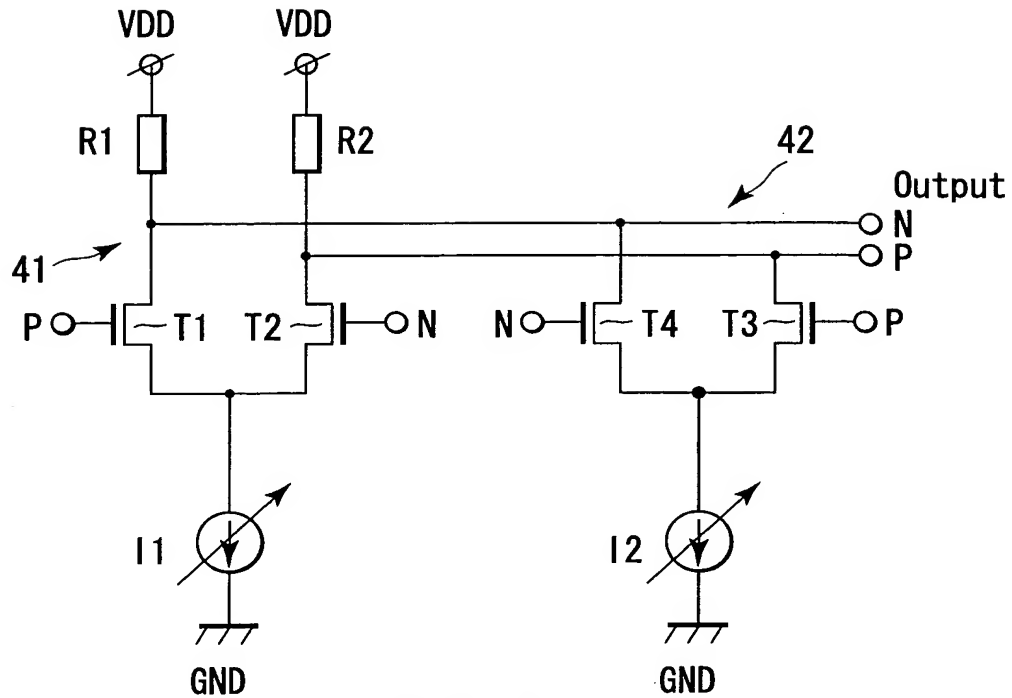 VDD VDD
R1 R2
42
Output
N
P
41
P T1 T2 N N T4 T3 P
I1 I2
GND GND